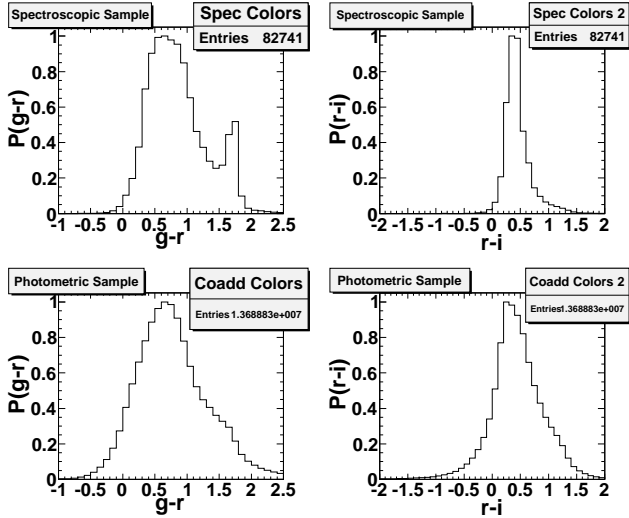 Spectroscopic Sample
Spec Colors
Entries 82741
P(g-r)
1
0.8
0.6
0.4
0.2
0
-1 -0.5 0 0.5 1 1.5 2 2.5
g-r
Spectroscopic Sample
Spec Colors 2
Entries 82741
P(r-i)
1
0.8
0.6
0.4
0.2
0
-2 -1.5 -1 -0.5 0 0.5 1 1.5 2
r-i
Photometric Sample
Coadd Colors
Entries 1.368883e+007
P(g-r)
1
0.8
0.6
0.4
0.2
0
-1 -0.5 0 0.5 1 1.5 2 2.5
g-r
Photometric Sample
Coadd Colors 2
Entries1.368883e+007
P(r-i)
1
0.8
0.6
0.4
0.2
0
-2 -1.5 -1 -0.5 0 0.5 1 1.5 2
r-i